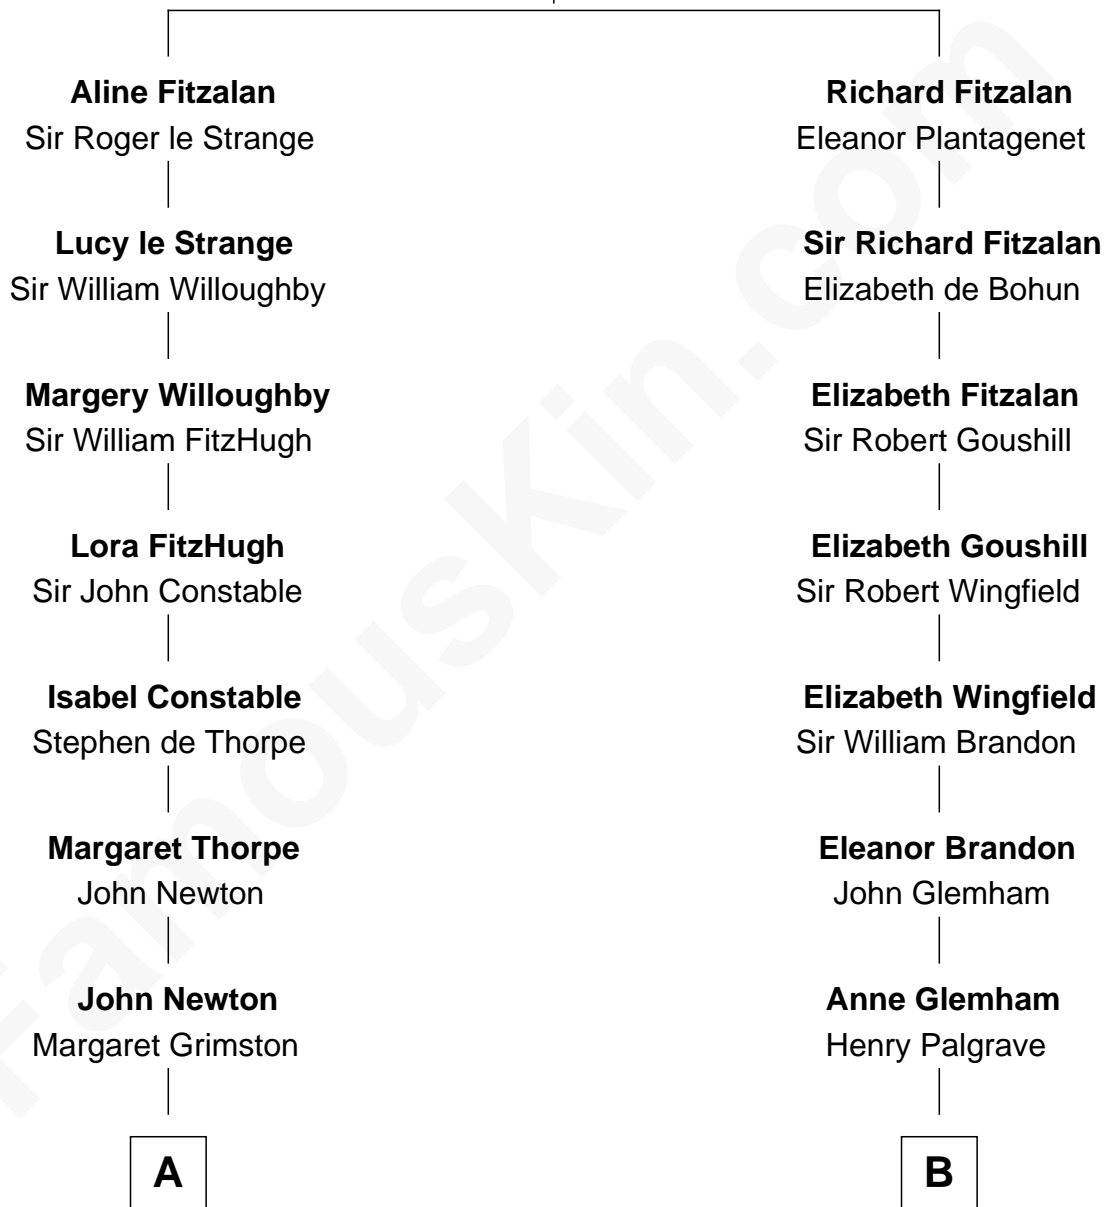 Aline Fitzalan
Sir Roger le Strange
Lucy le Strange
Sir William Willoughby
Margery Willoughby
Sir William FitzHugh
Lora FitzHugh
Sir John Constable
Isabel Constable
Stephen de Thorpe
Margaret Thorpe
John Newton
John Newton
Margaret Grimston
A
Richard Fitzalan
Eleanor Plantagenet
Sir Richard Fitzalan
Elizabeth de Bohun
Elizabeth Fitzalan
Sir Robert Goushill
Elizabeth Goushill
Sir Robert Wingfield
Elizabeth Wingfield
Sir William Brandon
Eleanor Brandon
John Glemham
Anne Glemham
Henry Palgrave
B
FamousKin.com